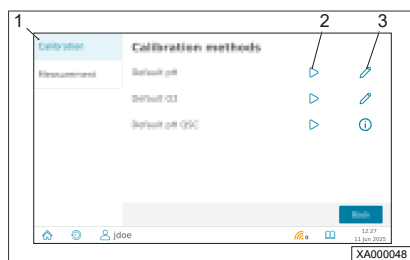 1 2 3
Calibration Calibration methods
Measurement Default pH
Default O2
Default pH QSC
jdoe 0 12:27
11 Jun 2025
XA000048